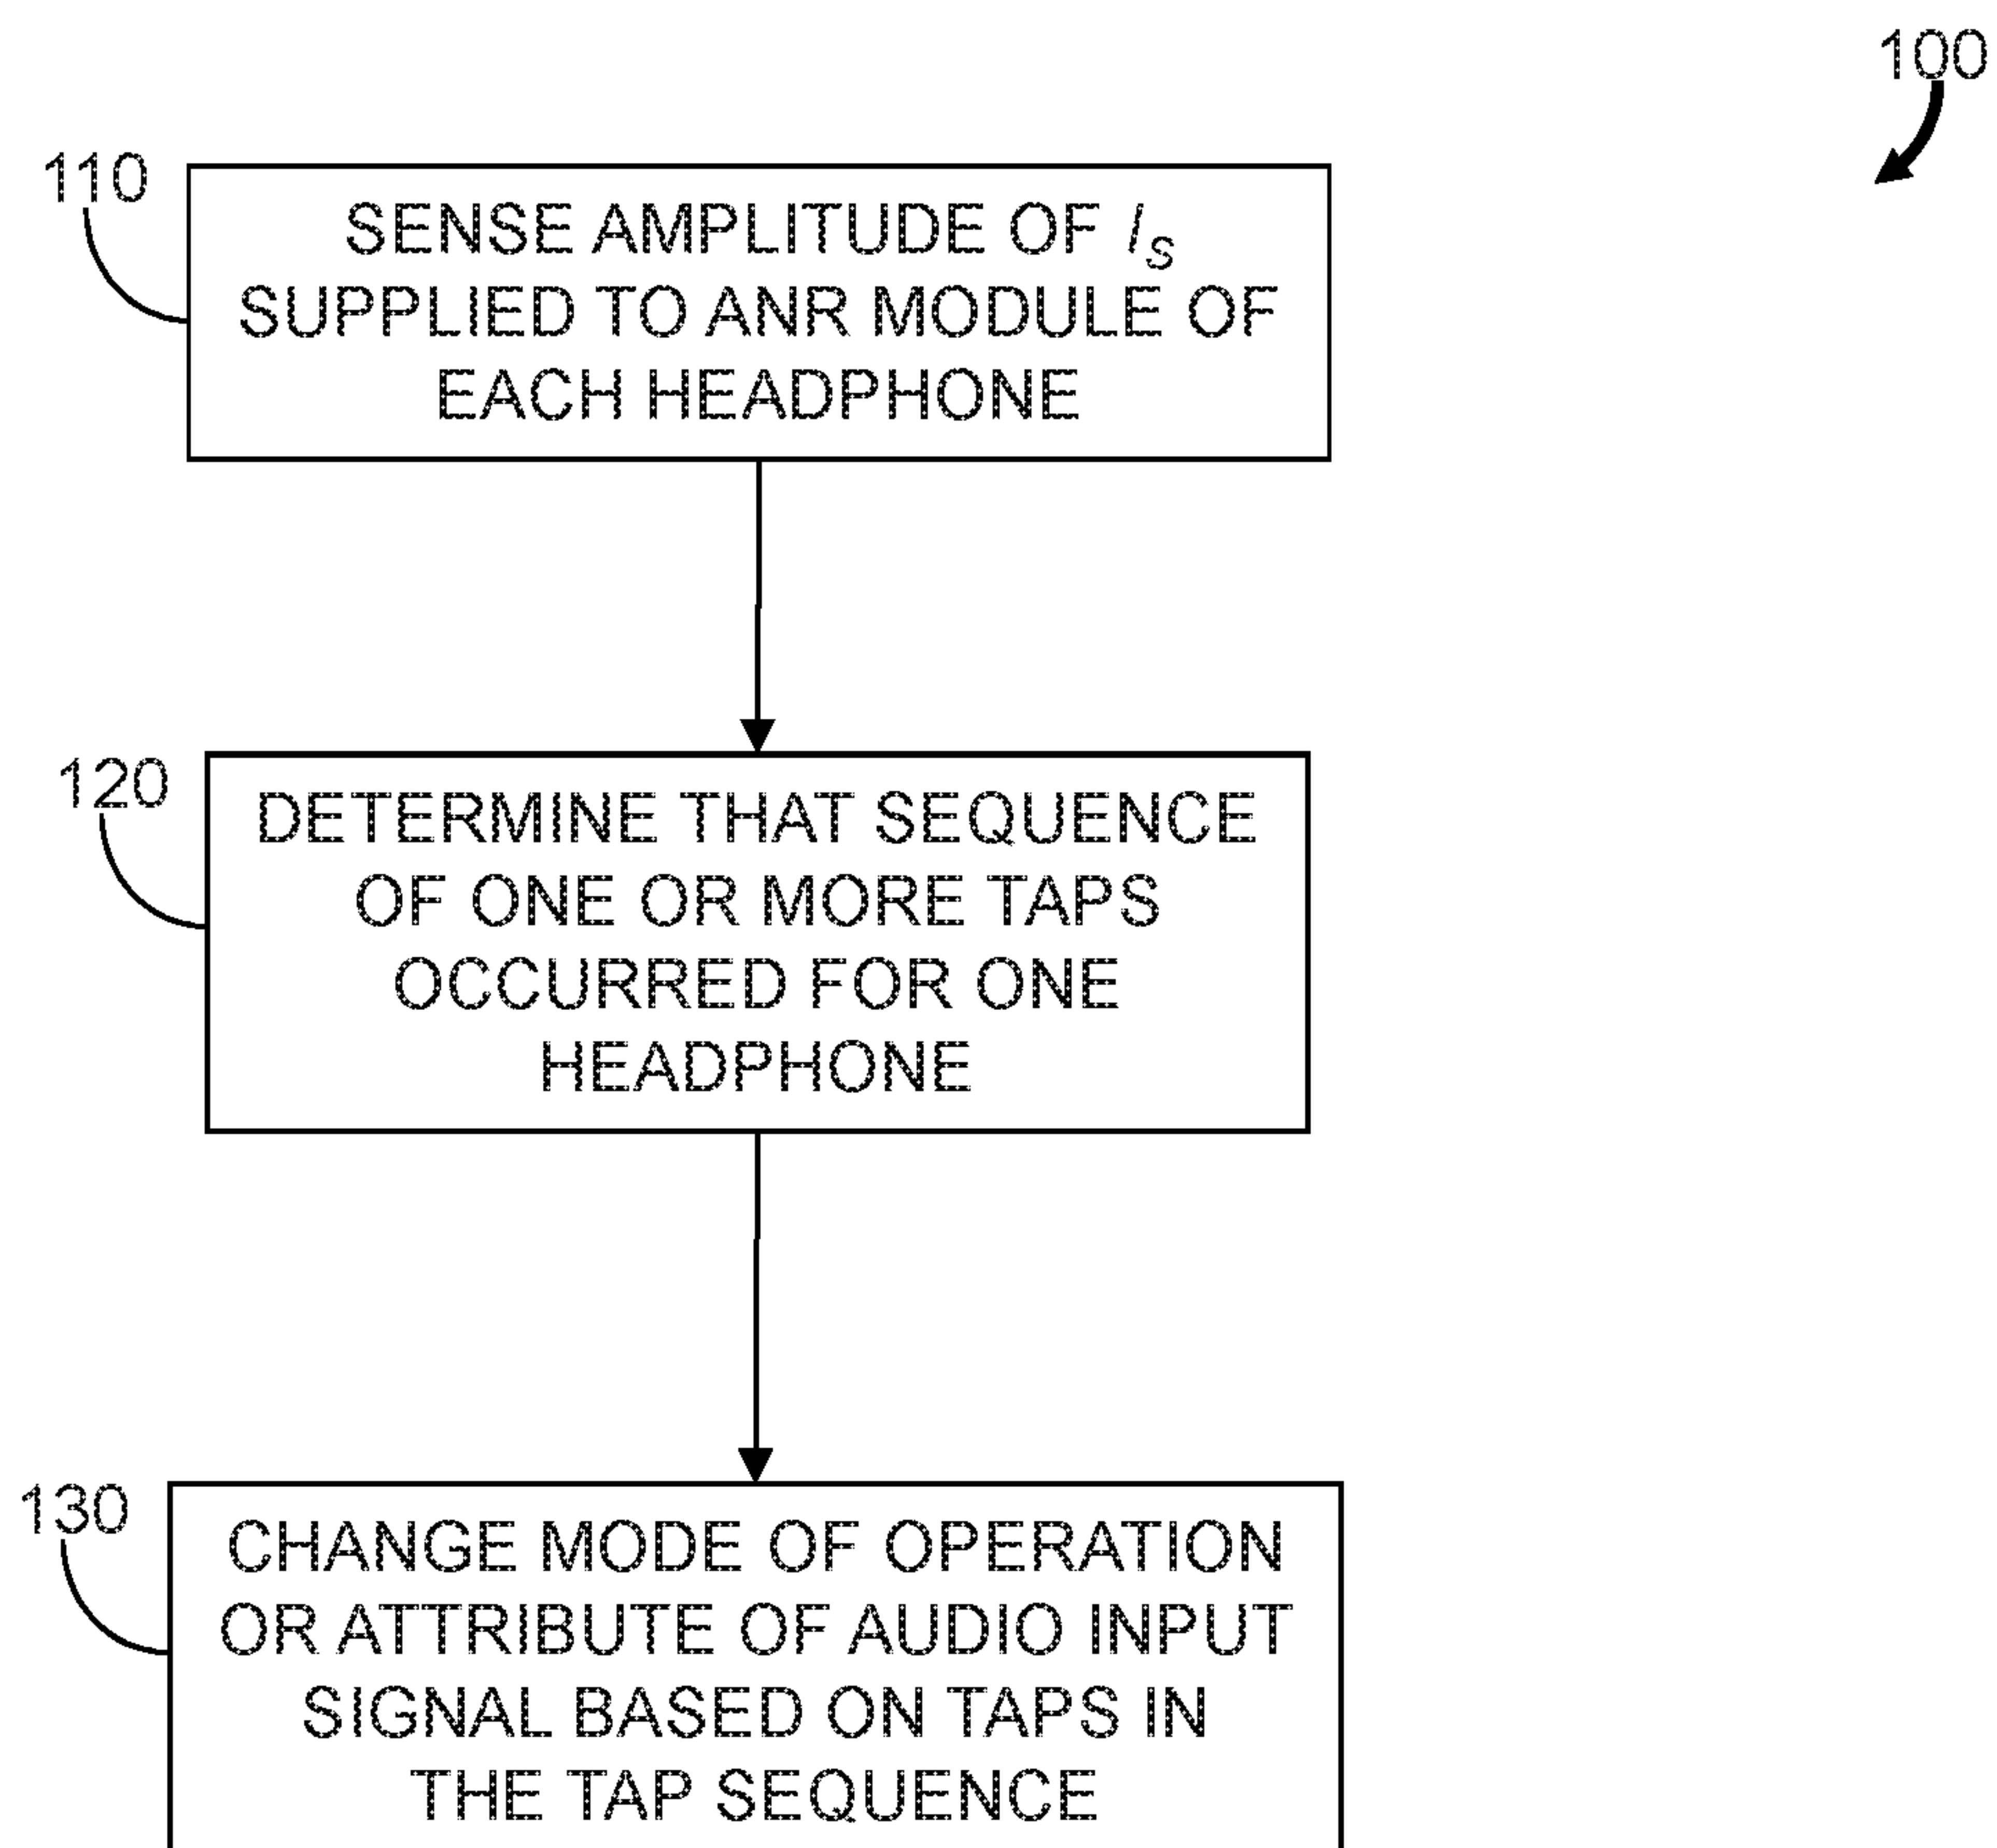 100
110
SENSE AMPLITUDE OF I_S
SUPPLIED TO ANR MODULE OF
EACH HEADPHONE
120
DETERMINE THAT SEQUENCE
OF ONE OR MORE TAPS
OCCURRED FOR ONE
HEADPHONE
130
CHANGE MODE OF OPERATION
OR ATTRIBUTE OF AUDIO INPUT
SIGNAL BASED ON TAPS IN
THE TAP SEQUENCE